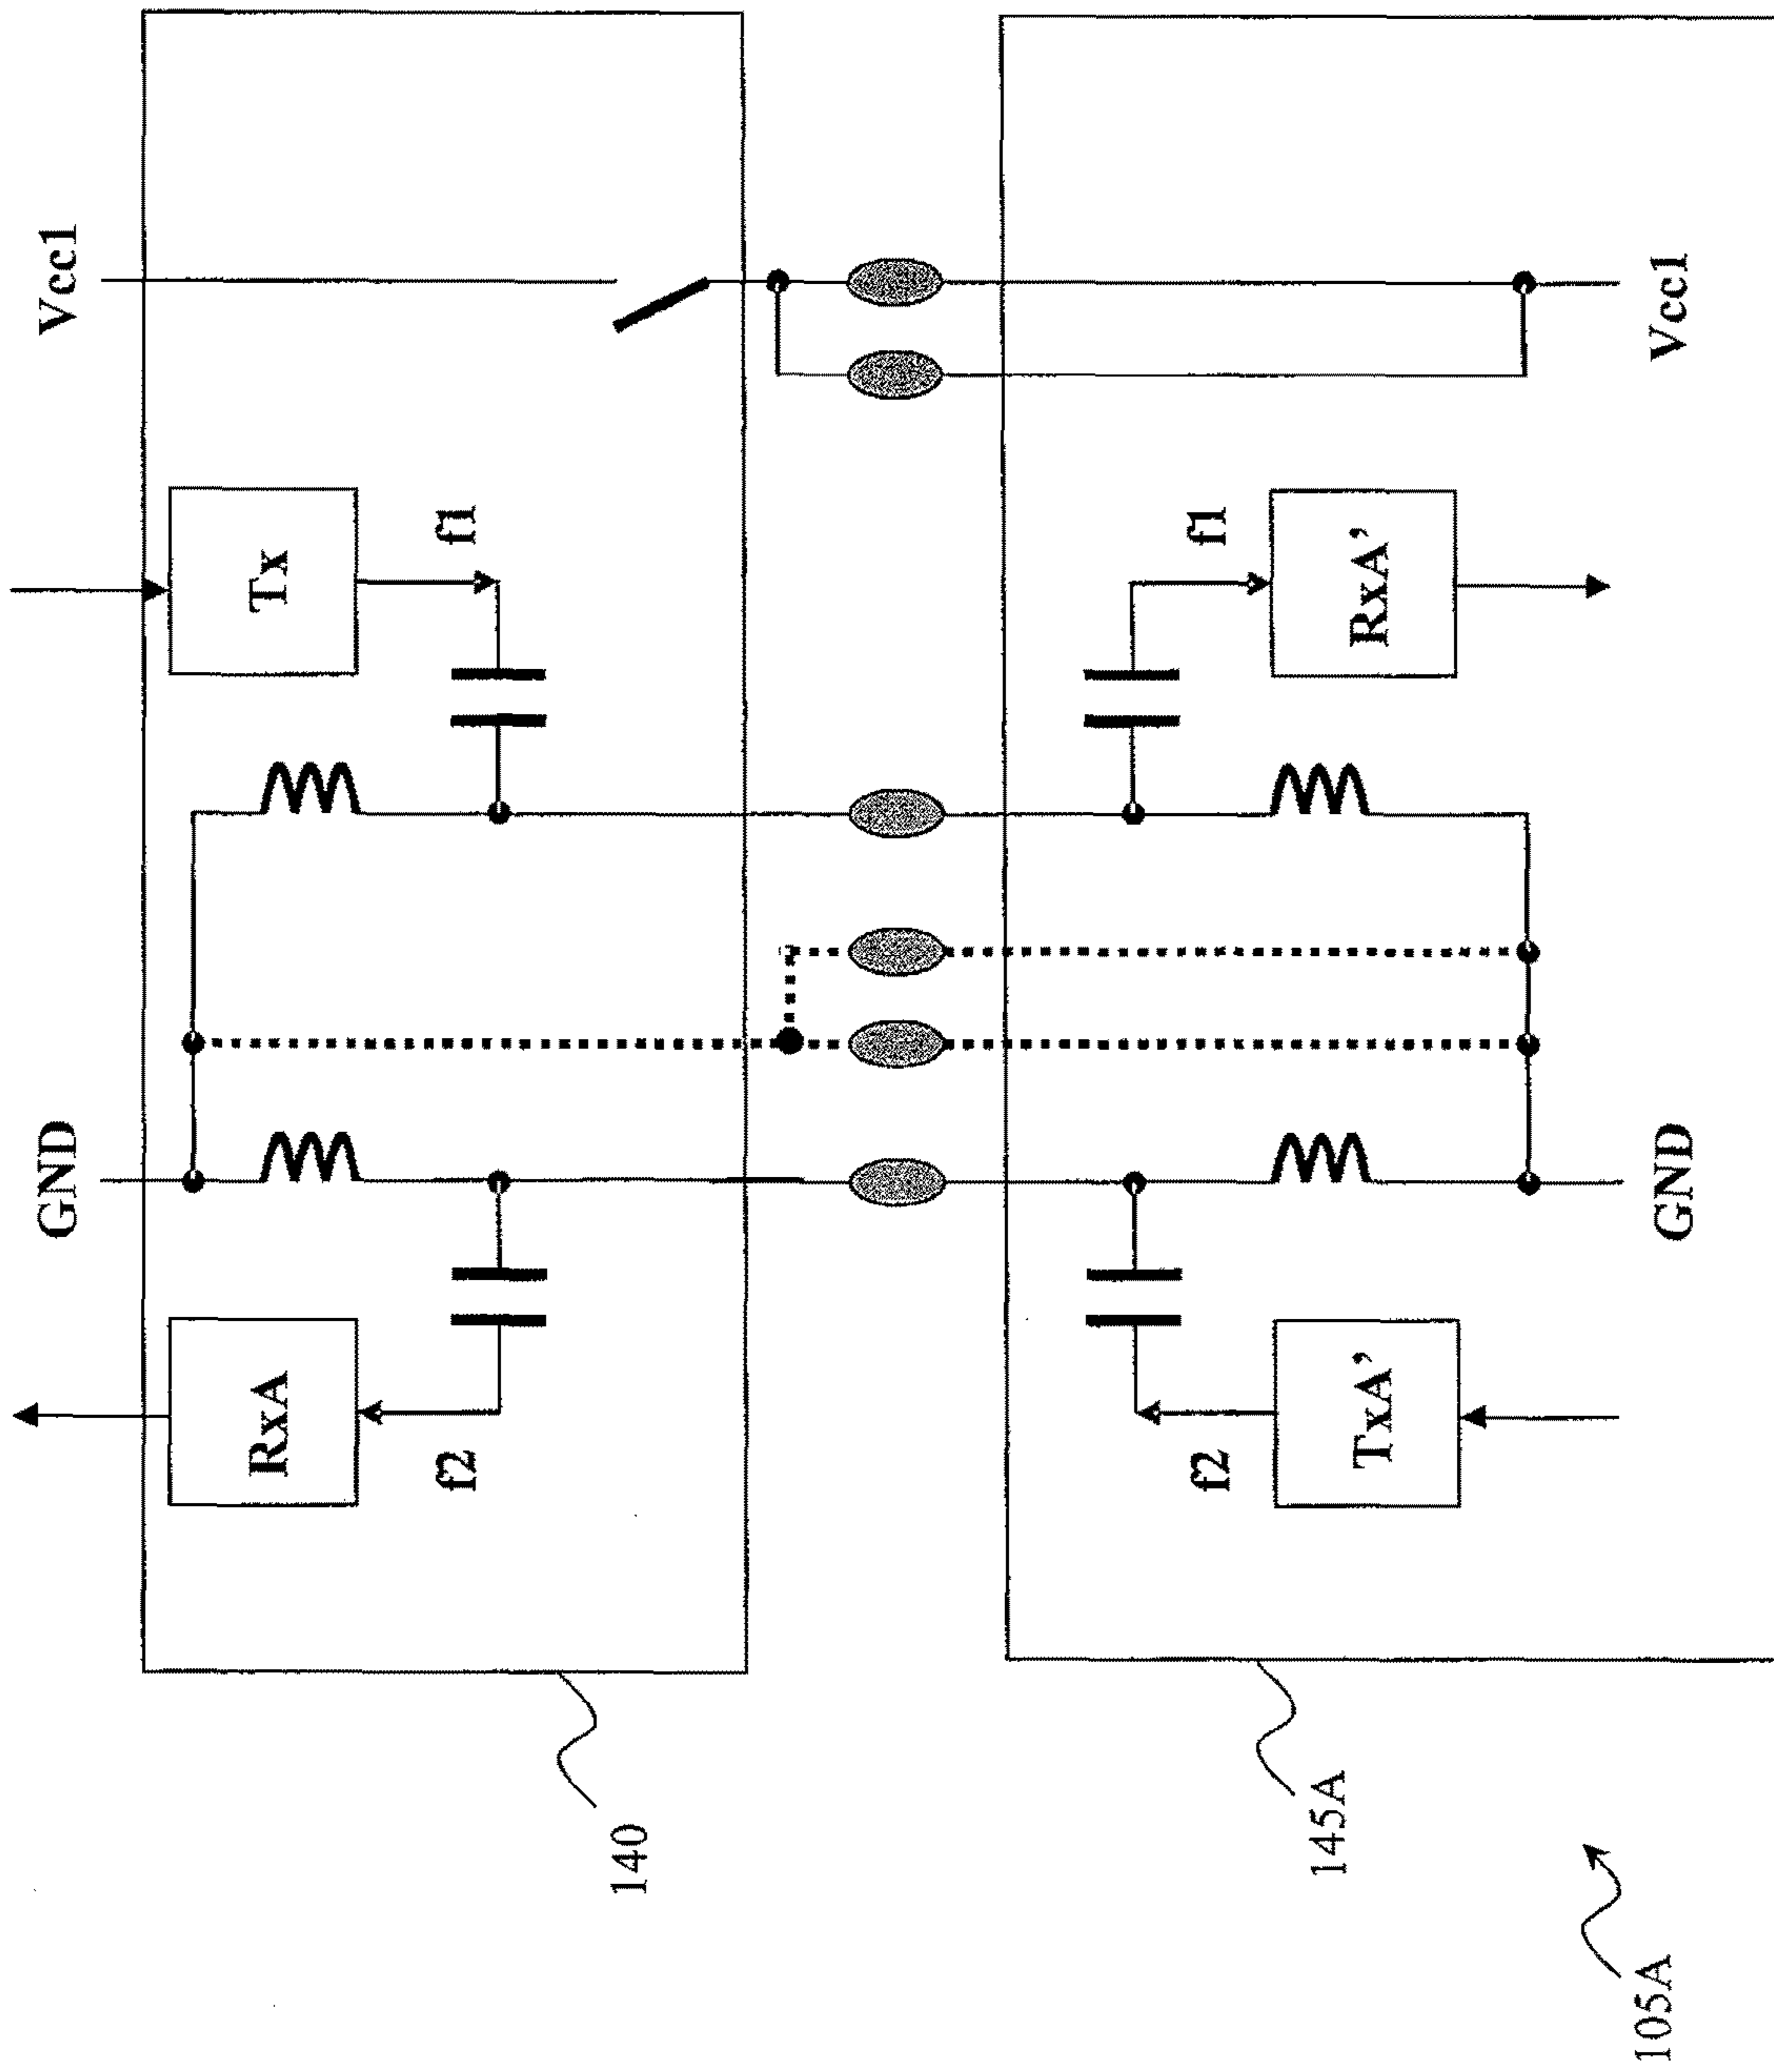 Vcc1
GND
Tx
f1
RxA
f2
Vcc1
GND
f1
RxA’
f2
TxA’
140
145A
105A